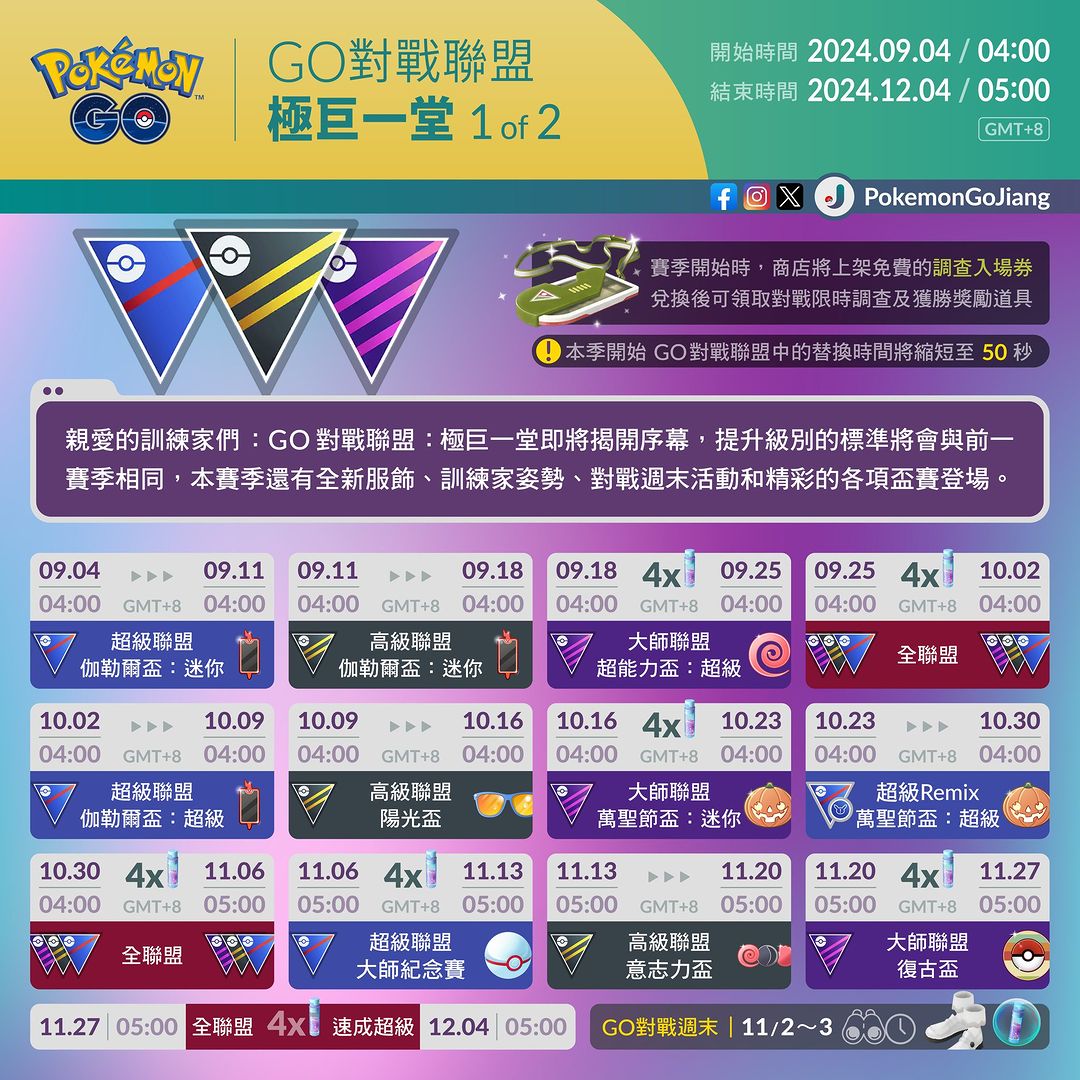 POKÉMON GO™
GO對戰聯盟
極巨一堂 1 of 2
開始時間 2024.09.04 / 04:00
結束時間 2024.12.04 / 05:00
GMT+8
PokemonGoJiang
賽季開始時，商店將上架免費的調查入場券
兌換後可領取對戰限時調查及獲勝獎勵道具
! 本季開始 GO對戰聯盟中的替換時間將縮短至 50 秒
親愛的訓練家們：GO 對戰聯盟：極巨一堂即將揭開序幕，提升級別的標準將會與前一
賽季相同，本賽季還有全新服飾、訓練家姿勢、對戰週末活動和精彩的各項盃賽登場。
09.04 09.11
04:00 GMT+8 04:00
超級聯盟
伽勒爾盃：迷你
09.11 09.18
04:00 GMT+8 04:00
高級聯盟
伽勒爾盃：迷你
09.18 4x 09.25
04:00 GMT+8 04:00
大師聯盟
超能力盃：超級
09.25 4x 10.02
04:00 GMT+8 04:00
全聯盟
10.02 10.09
04:00 GMT+8 04:00
超級聯盟
伽勒爾盃：超級
10.09 10.16
04:00 GMT+8 04:00
高級聯盟
陽光盃
10.16 4x 10.23
04:00 GMT+8 04:00
大師聯盟
萬聖節盃：迷你
10.23 10.30
04:00 GMT+8 04:00
超級Remix
萬聖節盃：超級
10.30 4x 11.06
04:00 GMT+8 05:00
全聯盟
11.06 4x 11.13
05:00 GMT+8 05:00
超級聯盟
大師紀念賽
11.13 11.20
05:00 GMT+8 05:00
高級聯盟
意志力盃
11.20 4x 11.27
05:00 GMT+8 05:00
大師聯盟
復古盃
11.27 05:00 全聯盟 4x 速成超級 12.04 05:00
GO對戰週末 | 11/2～3